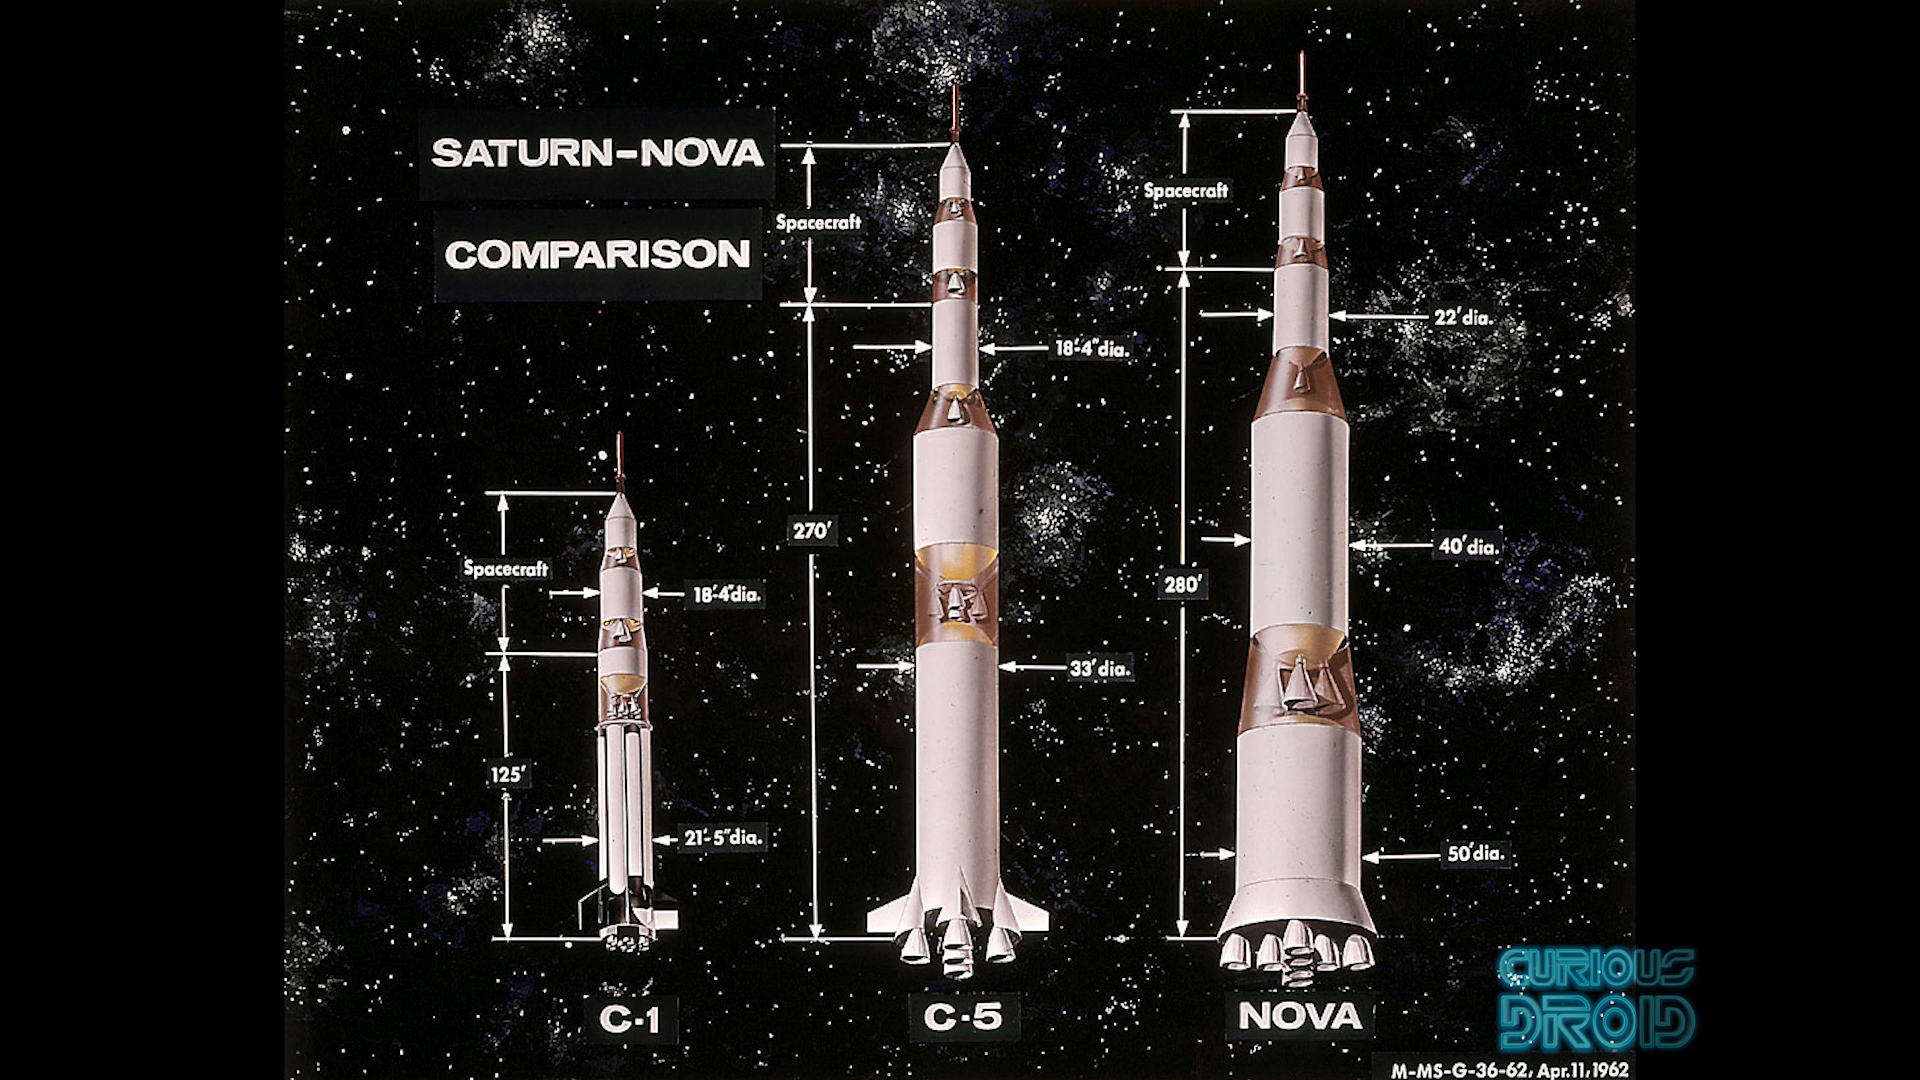 SATURN-NOVA
COMPARISON
Spacecraft
18'-4"dia.
125'
21'-5"dia.
C-1
Spacecraft
18'-4"dia.
270'
33'dia.
C-5
Spacecraft
22'dia.
40'dia.
280'
50'dia.
NOVA
CURIOUS
DROID
M-MS-G-36-62, Apr.11,1962